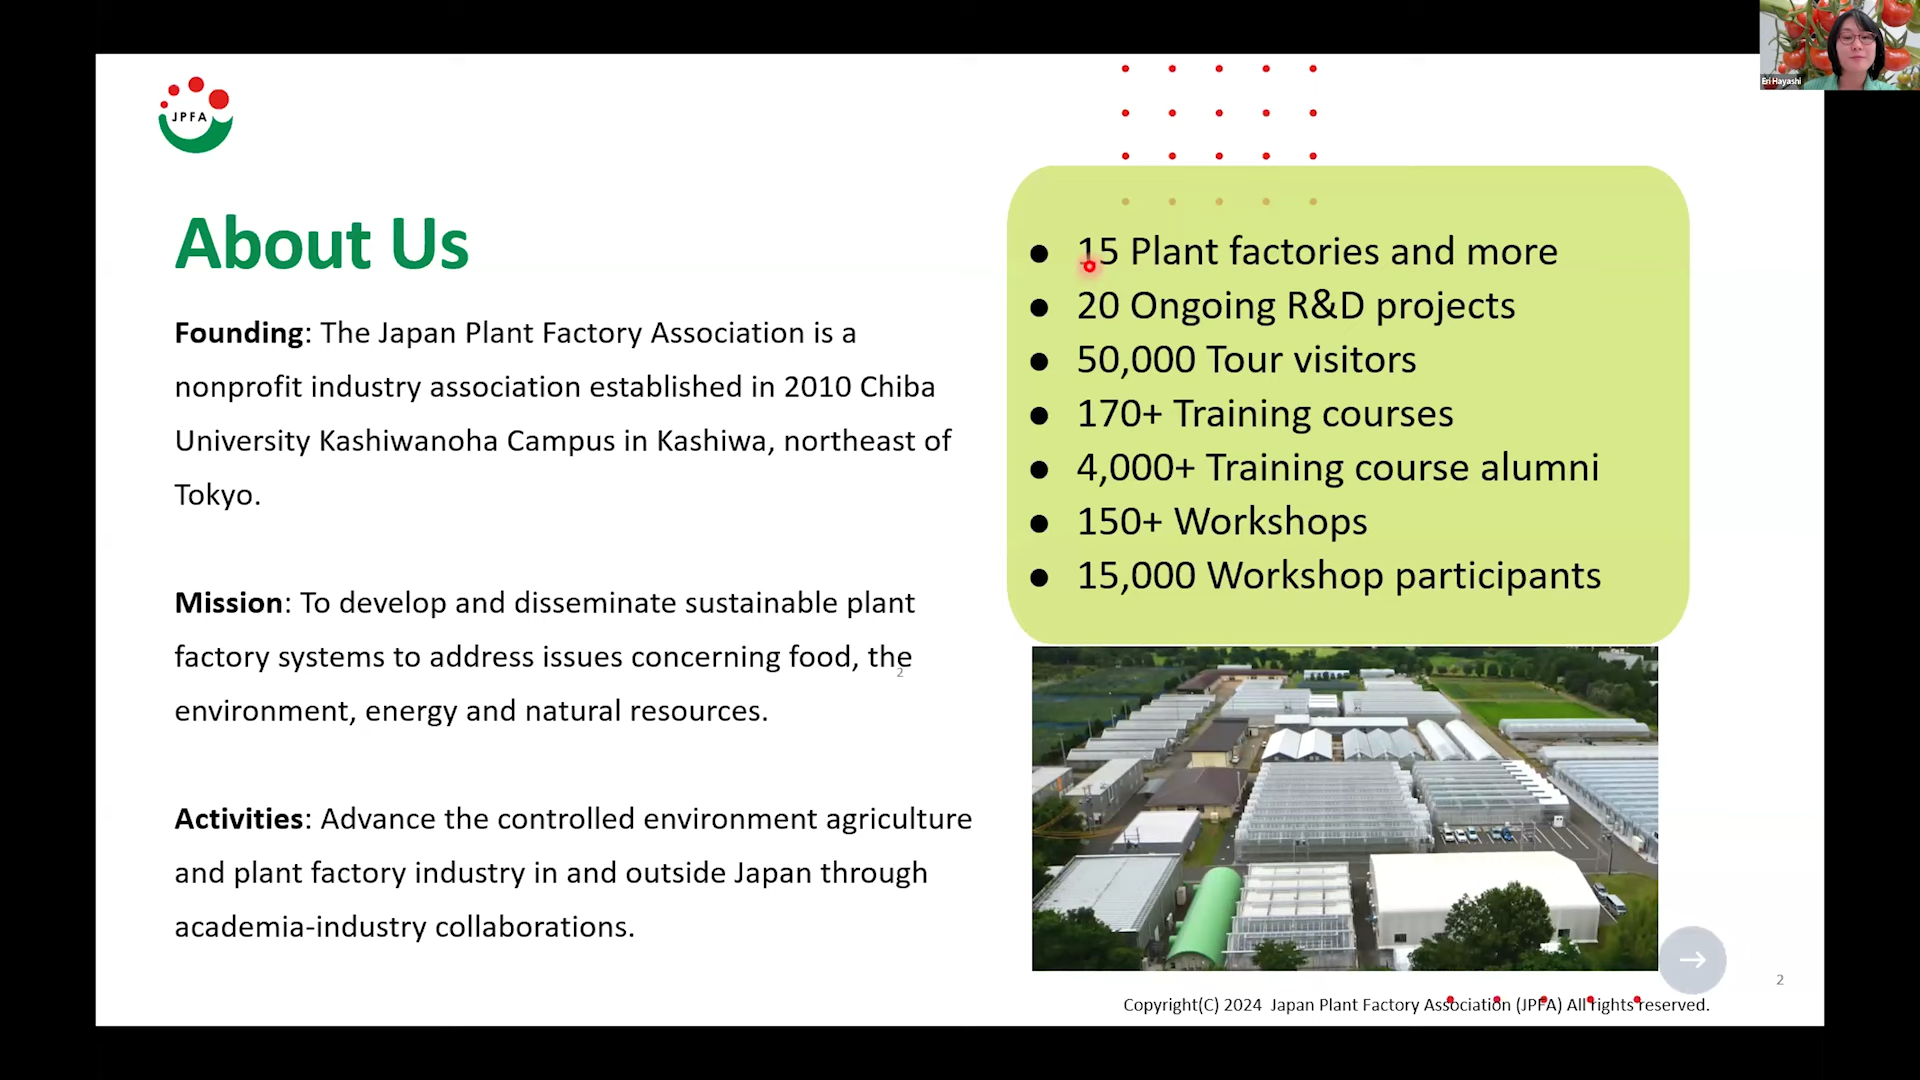 Eri Hayashi
JPFA
About Us
Founding: The Japan Plant Factory Association is a
nonprofit industry association established in 2010 Chiba
University Kashiwanoha Campus in Kashiwa, northeast of
Tokyo.
Mission: To develop and disseminate sustainable plant
factory systems to address issues concerning food, the
2
environment, energy and natural resources.
Activities: Advance the controlled environment agriculture
and plant factory industry in and outside Japan through
academia-industry collaborations.
● 15 Plant factories and more
● 20 Ongoing R&D projects
● 50,000 Tour visitors
● 170+ Training courses
● 4,000+ Training course alumni
● 150+ Workshops
● 15,000 Workshop participants
2
Copyright(C) 2024 Japan Plant Factory Association (JPFA) All rights reserved.